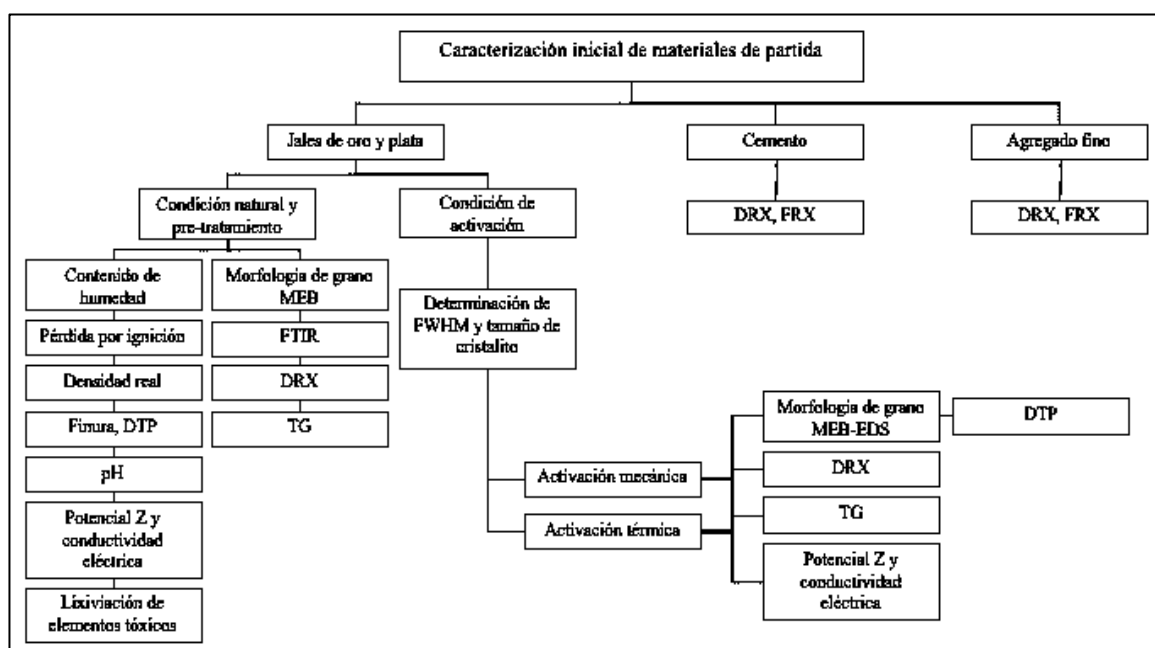 Caracterización inicial de materiales de partida
Jales de oro y plata
Cemento
Agregado fino
Condición natural y
pre-tratamiento
Condición de
activación
DRX, FRX
DRX, FRX
Contenido de
humedad
Morfología de grano
MEB
Determinación de
FWHM y tamaño de
cristalito
Pérdida por ignición
FTIR
Densidad real
DRX
Finura, DTP
TG
pH
Potencial Z y
conductividad
eléctrica
Lixiviación de
elementos tóxicos
Activación mecánica
Activación térmica
Morfología de grano
MEB-EDS
DTP
DRX
TG
Potencial Z y
conductividad
eléctrica